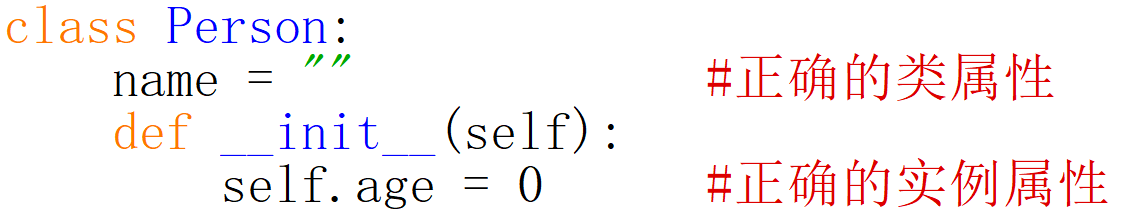 class Person:
    name = ""                #正确的类属性
    def __init__(self):
        self.age = 0         #正确的实例属性